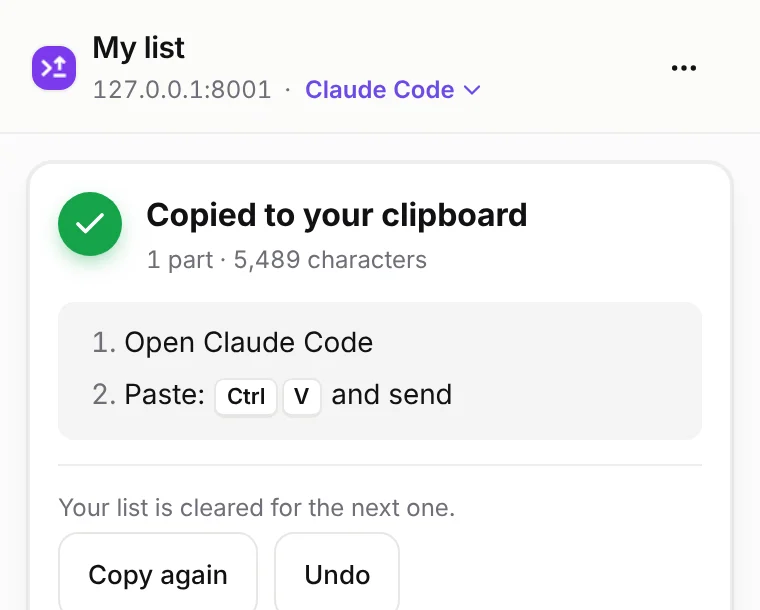 My list
127.0.0.1:8001 · Claude Code
Copied to your clipboard
1 part · 5,489 characters
1. Open Claude Code
2. Paste: Ctrl V and send
Your list is cleared for the next one.
Copy again Undo